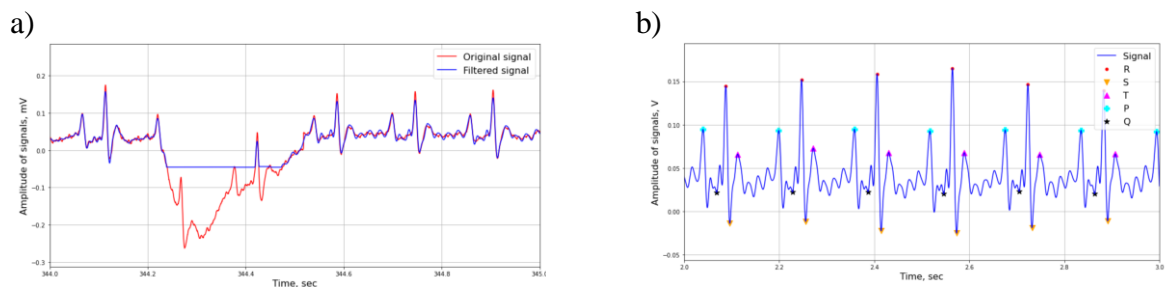 a)
Original signal
Filtered signal
Amplitude of signals, mV
0.2
0.1
0.0
−0.1
−0.2
−0.3
344.0 344.2 344.4 344.6 344.8 345.0
Time, sec
b)
Signal
R
S
T
P
Q
Amplitude of signals, V
0.15
0.10
0.05
0.00
−0.05
2.0 2.2 2.4 2.6 2.8 3.0
Time, sec